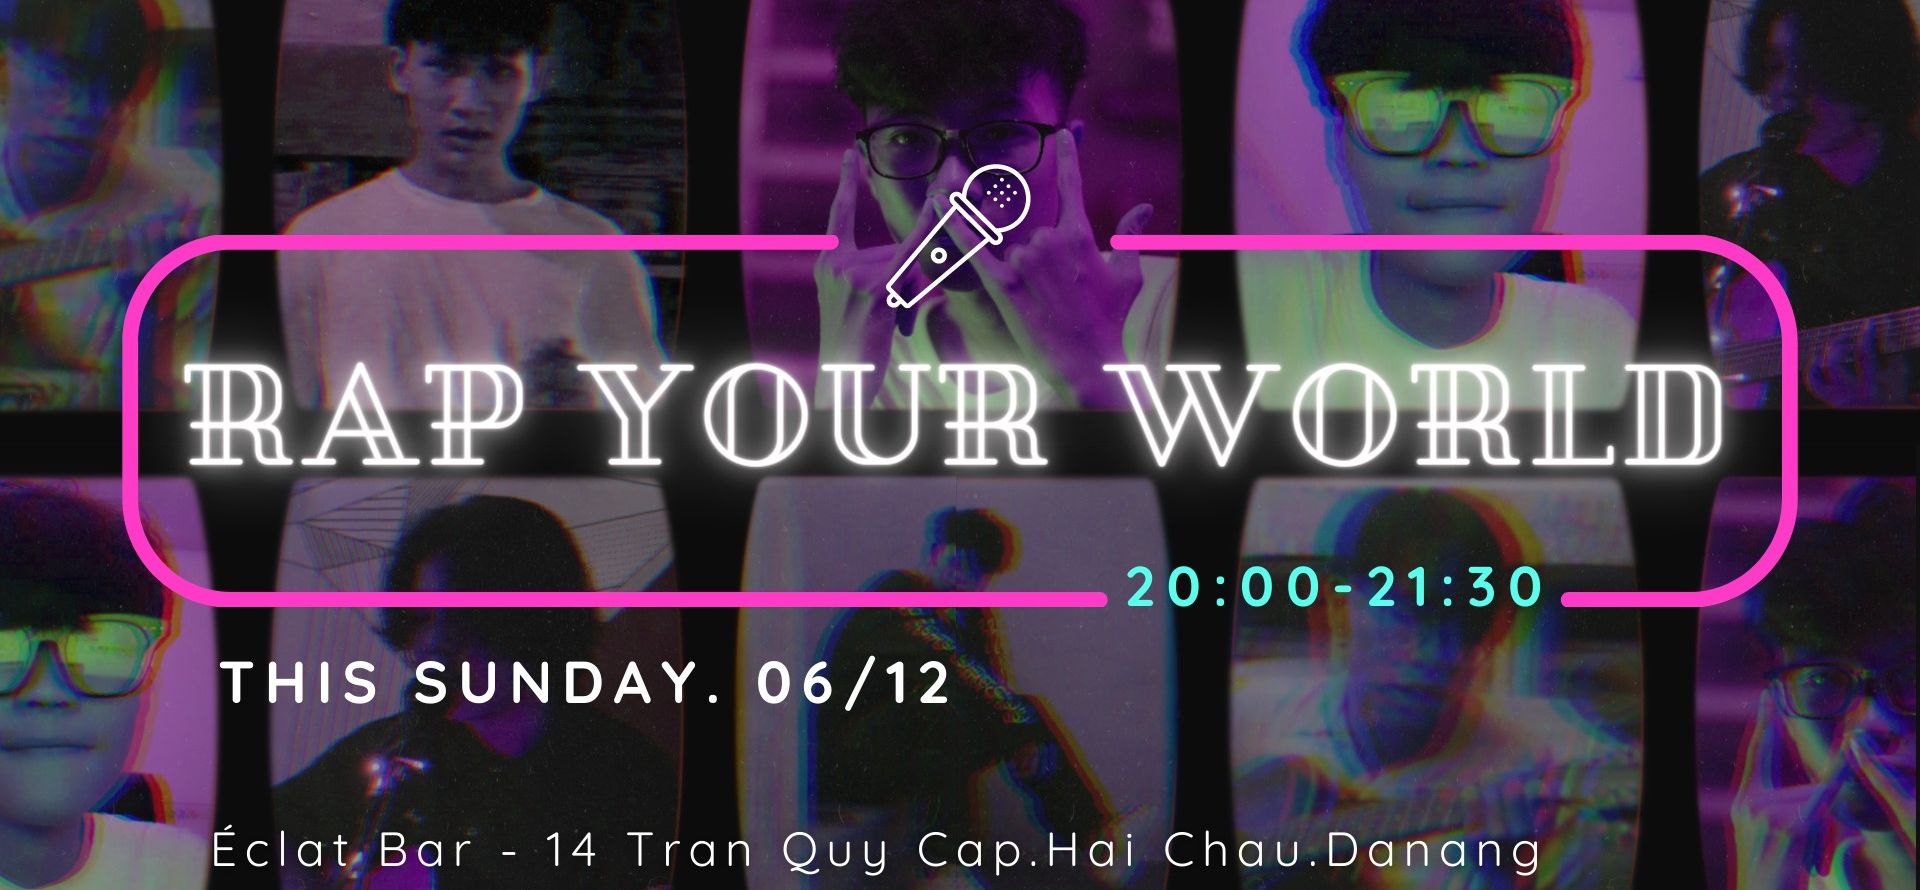 RAP YOUR WORLD
20:00-21:30
THIS SUNDAY. 06/12
Éclat Bar - 14 Tran Quy Cap.Hai Chau.Danang